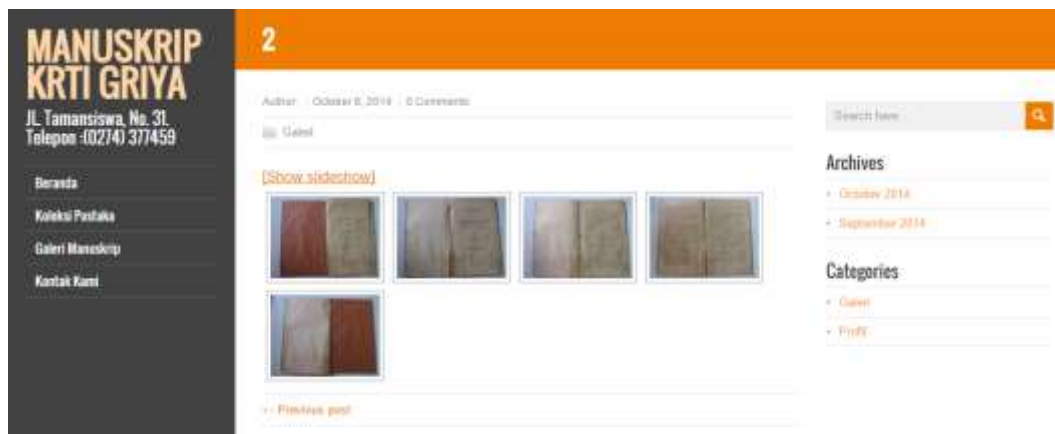 MANUSKRIP
KRTI GRIYA
Jl. Tamansiswa, No. 31,
Telepon :(0274) 377459
Beranda
Koleksi Pustaka
Galeri Manuskrip
Kontak Kami
2
Author October 8, 2014 0 Comments
Galeri
[Show slideshow]
Previous post
Search here
Archives
October 2014
September 2014
Categories
Galeri
Profil